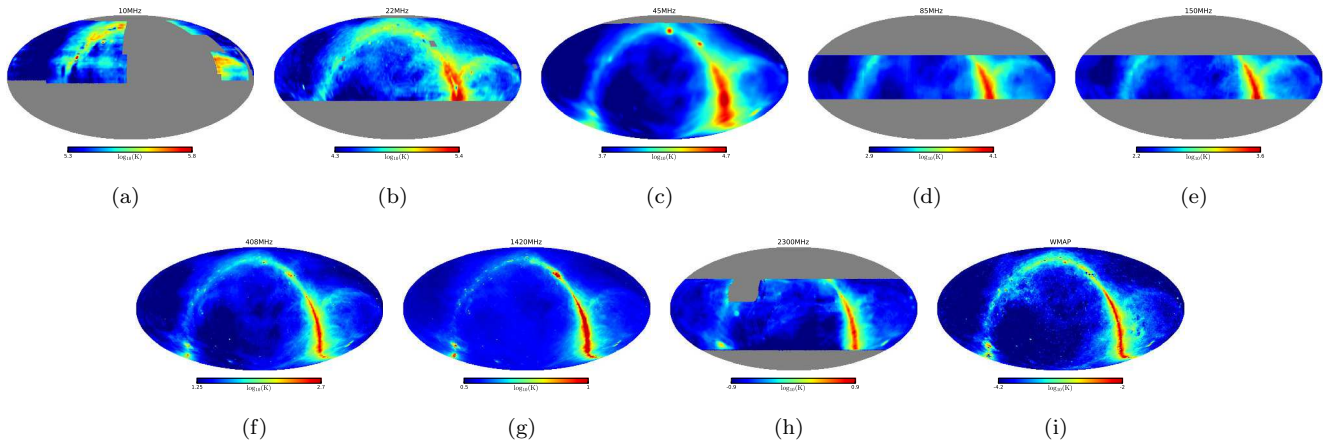 10MHz
22MHz
45MHz
85MHz
150MHz
5.3 log₁₀(K) 5.8
4.3 log₁₀(K) 5.4
3.7 log₁₀(K) 4.7
2.9 log₁₀(K) 4.1
2.2 log₁₀(K) 3.6
(a)
(b)
(c)
(d)
(e)
408MHz
1420MHz
2300MHz
WMAP
1.25 log₁₀(K) 2.7
0.5 log₁₀(K) 1
-0.9 log₁₀(K) 0.9
-4.2 log₁₀(K) -2
(f)
(g)
(h)
(i)